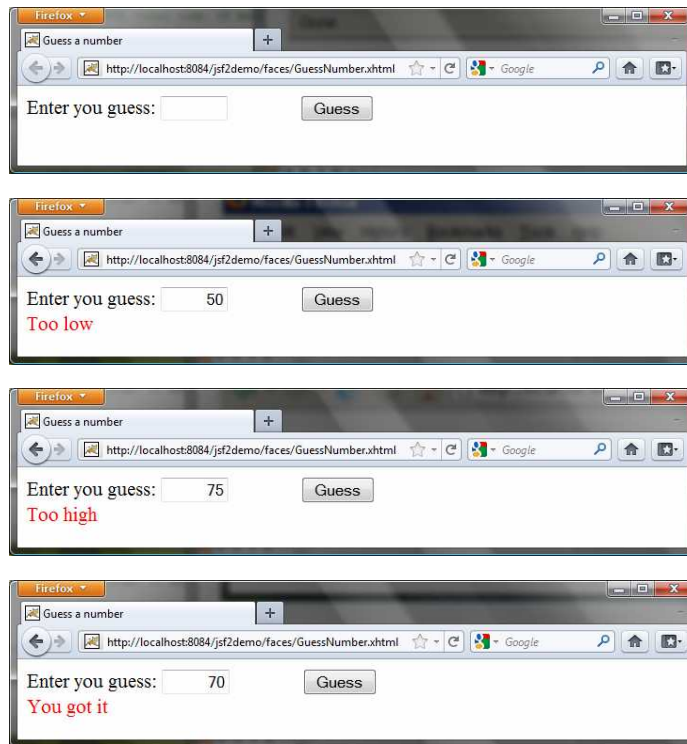 Firefox
Guess a number
http://localhost:8084/jsf2demo/faces/GuessNumber.xhtml Google
Enter you guess: Guess
Firefox
Guess a number
http://localhost:8084/jsf2demo/faces/GuessNumber.xhtml Google
Enter you guess: 50 Guess
Too low
Firefox
Guess a number
http://localhost:8084/jsf2demo/faces/GuessNumber.xhtml Google
Enter you guess: 75 Guess
Too high
Firefox
Guess a number
http://localhost:8084/jsf2demo/faces/GuessNumber.xhtml Google
Enter you guess: 70 Guess
You got it